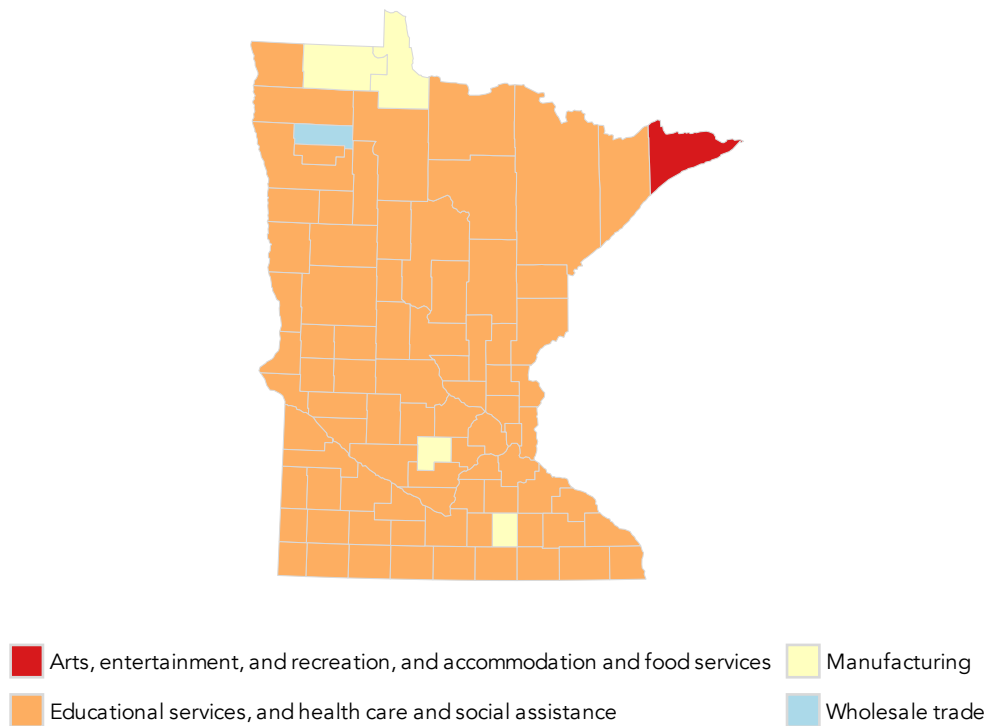 Arts, entertainment, and recreation, and accommodation and food services
Manufacturing
Educational services, and health care and social assistance
Wholesale trade